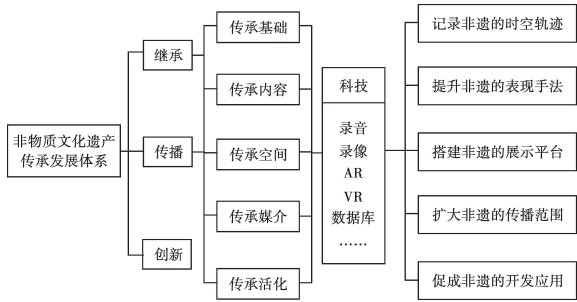 非物质文化遗产
传承发展体系
继承
传播
创新
传承基础
传承内容
传承空间
传承媒介
传承活化
科技
录音
录像
AR
VR
数据库
……
记录非遗的时空轨迹
提升非遗的表现手法
搭建非遗的展示平台
扩大非遗的传播范围
促成非遗的开发应用